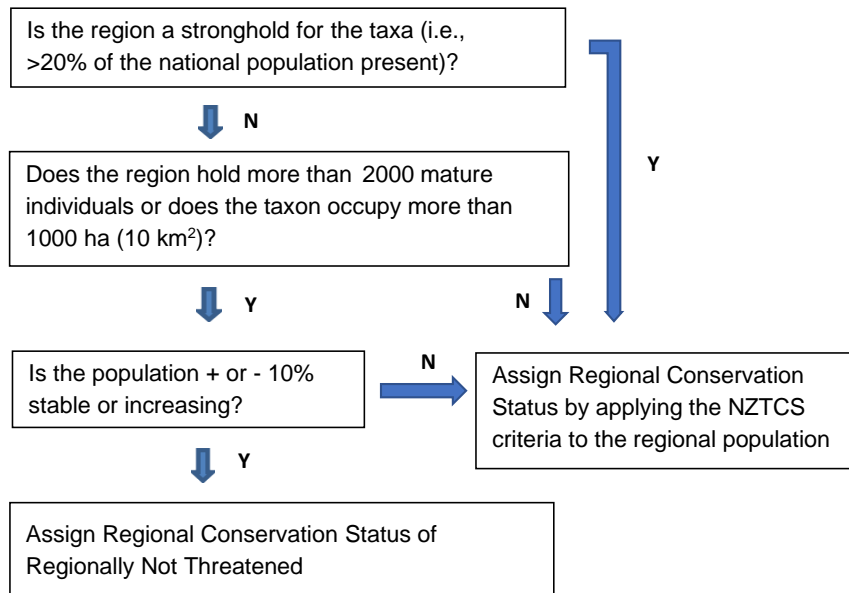 Is the region a stronghold for the taxa (i.e.,
>20% of the national population present)?
N
Y
Does the region hold more than 2000 mature
individuals or does the taxon occupy more than
1000 ha (10 km²)?
Y
N
Is the population + or - 10%
stable or increasing?
N
Assign Regional Conservation
Status by applying the NZTCS
criteria to the regional population
Y
Assign Regional Conservation Status of
Regionally Not Threatened